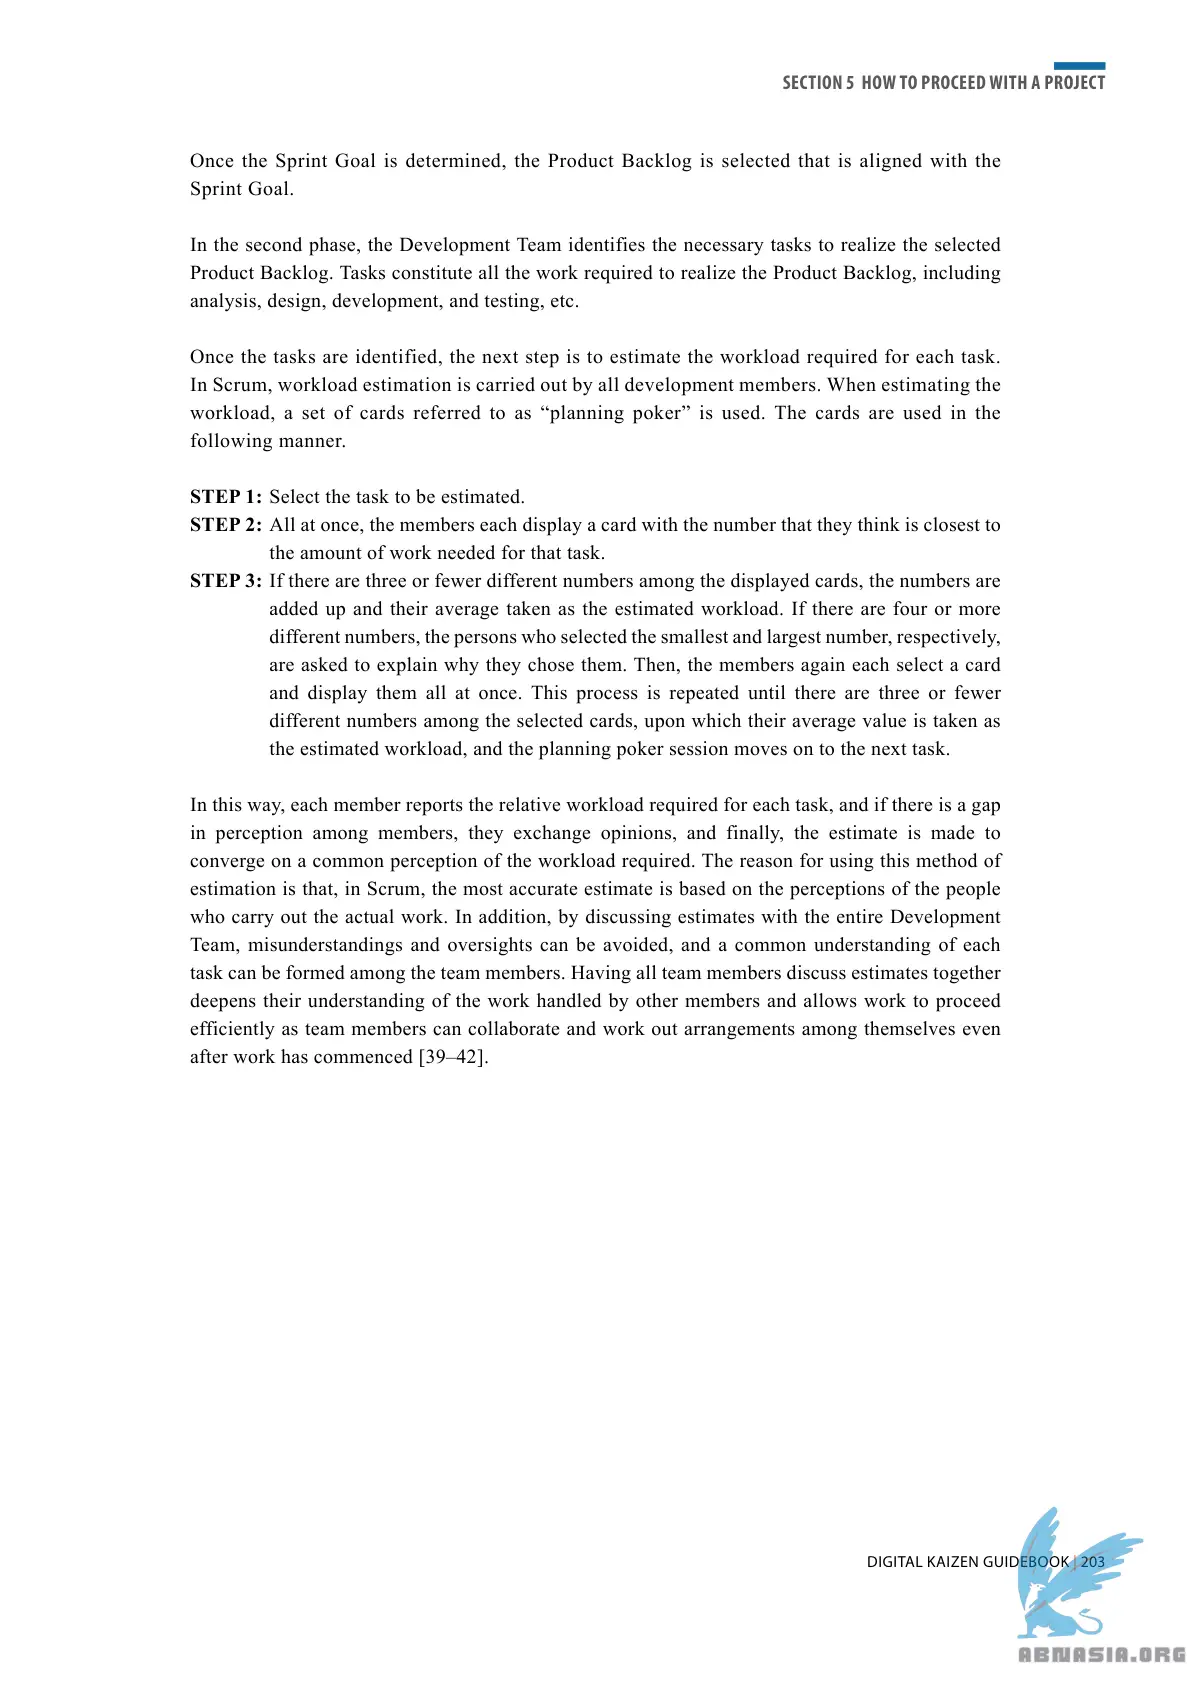 SECTION 5 HOW TO PROCEED WITH A PROJECT
Once the Sprint Goal is determined, the Product Backlog is selected that is aligned with the
Sprint Goal.
In the second phase, the Development Team identifies the necessary tasks to realize the selected
Product Backlog. Tasks constitute all the work required to realize the Product Backlog, including
analysis, design, development, and testing, etc.
Once the tasks are identified, the next step is to estimate the workload required for each task.
In Scrum, workload estimation is carried out by all development members. When estimating the
workload, a set of cards referred to as “planning poker” is used. The cards are used in the
following manner.
STEP 1: Select the task to be estimated.
STEP 2: All at once, the members each display a card with the number that they think is closest to
the amount of work needed for that task.
STEP 3: If there are three or fewer different numbers among the displayed cards, the numbers are
added up and their average taken as the estimated workload. If there are four or more
different numbers, the persons who selected the smallest and largest number, respectively,
are asked to explain why they chose them. Then, the members again each select a card
and display them all at once. This process is repeated until there are three or fewer
different numbers among the selected cards, upon which their average value is taken as
the estimated workload, and the planning poker session moves on to the next task.
In this way, each member reports the relative workload required for each task, and if there is a gap
in perception among members, they exchange opinions, and finally, the estimate is made to
converge on a common perception of the workload required. The reason for using this method of
estimation is that, in Scrum, the most accurate estimate is based on the perceptions of the people
who carry out the actual work. In addition, by discussing estimates with the entire Development
Team, misunderstandings and oversights can be avoided, and a common understanding of each
task can be formed among the team members. Having all team members discuss estimates together
deepens their understanding of the work handled by other members and allows work to proceed
efficiently as team members can collaborate and work out arrangements among themselves even
after work has commenced [39–42].
DIGITAL KAIZEN GUIDEBOOK | 203
ABNASIA.ORG